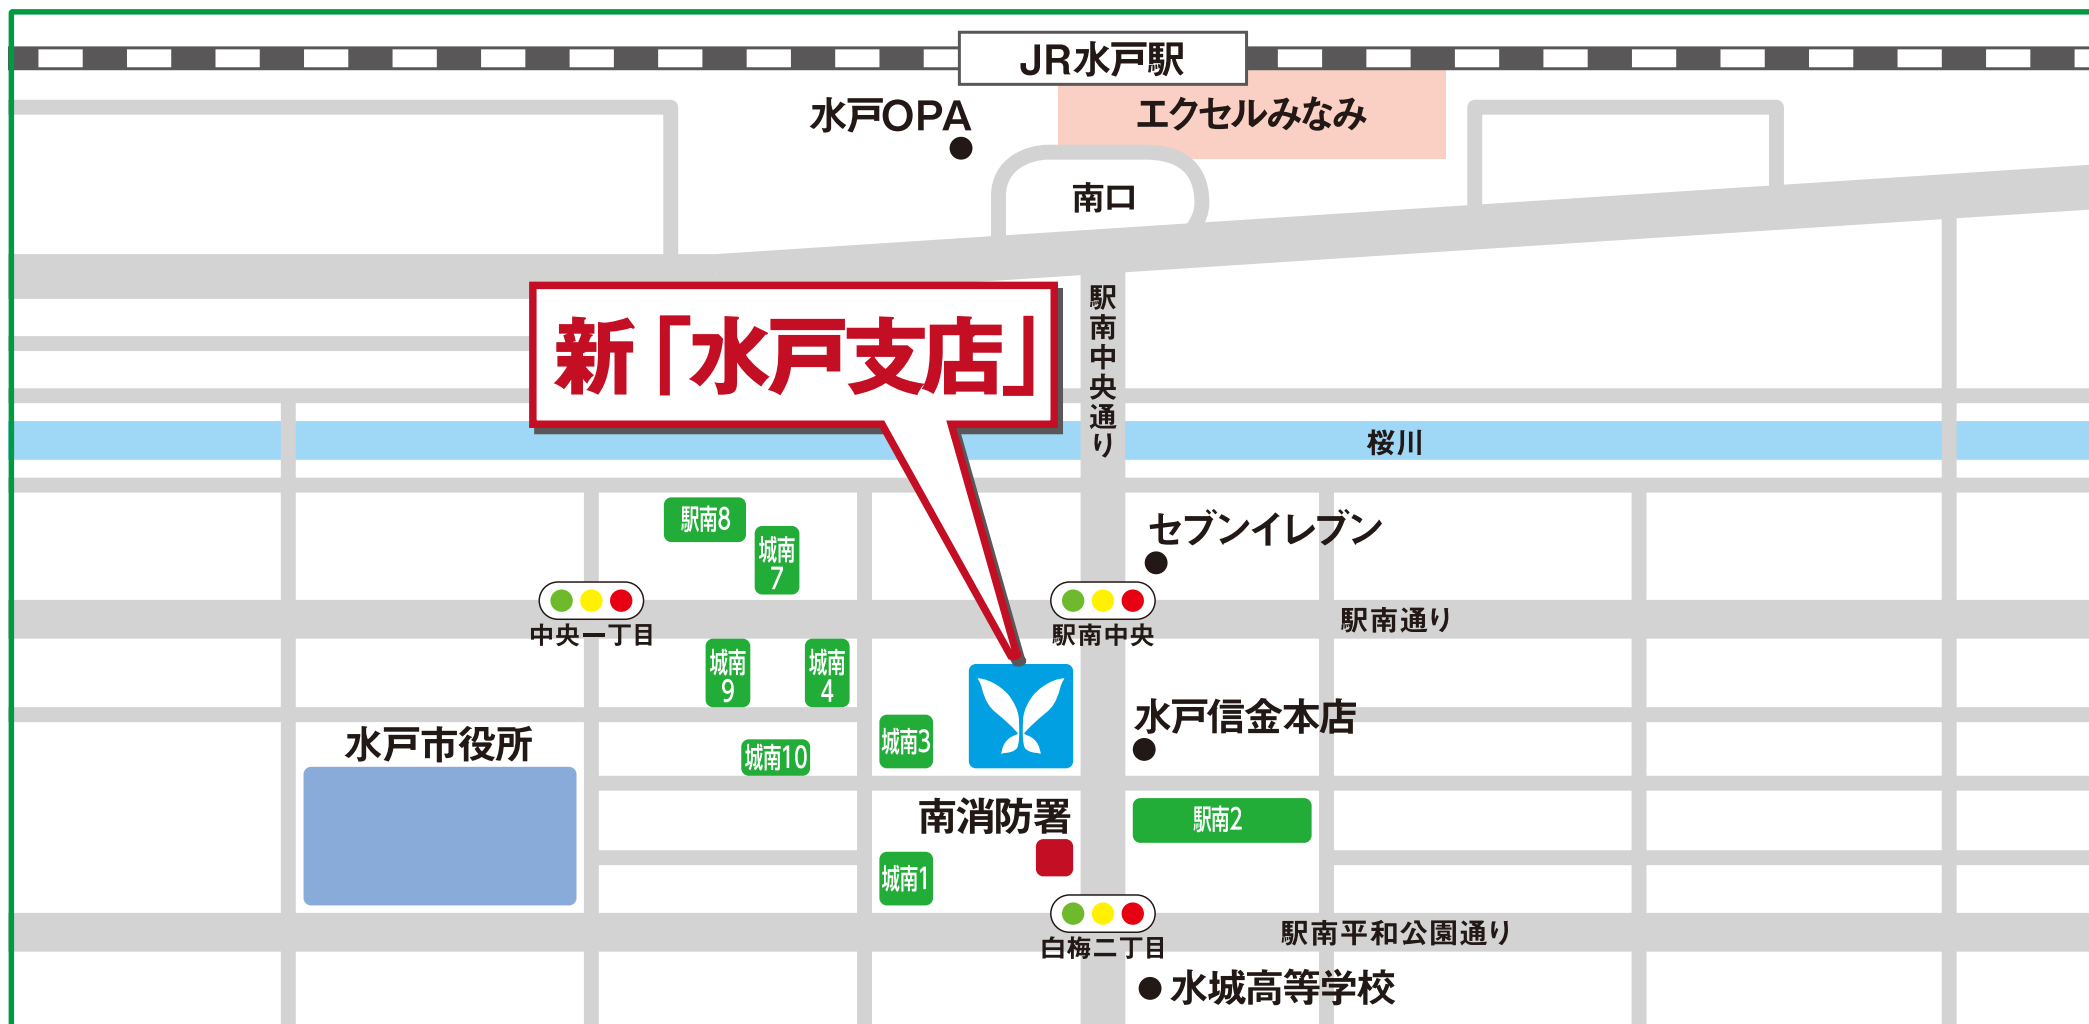 JR水戸駅
水戸OPA
エクセルみなみ
南口
駅南中央通り
新「水戸支店」
桜川
駅南8
城南
7
セブンイレブン
中央一丁目
駅南中央
駅南通り
城南
9
城南
4
城南3
水戸信金本店
水戸市役所
城南10
南消防署
駅南2
城南1
駅南平和公園通り
白梅二丁目
水城高等学校